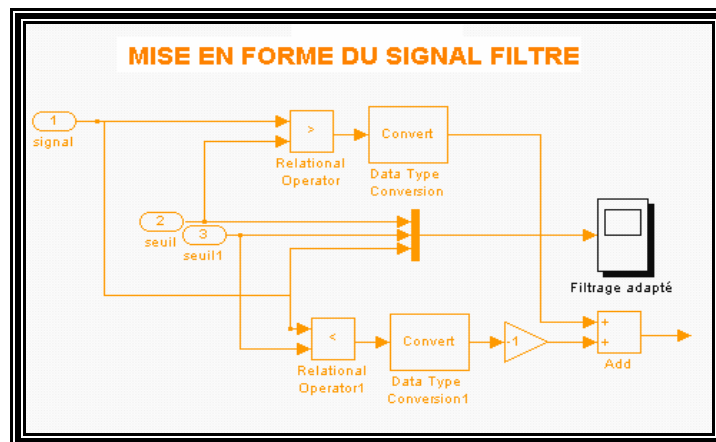 MISE EN FORME DU SIGNAL FILTRE
1
signal
>
Relational
Operator
Convert
Data Type
Conversion
2
seuil
3
seuil1
Filtrage adapté
<
Relational
Operator1
Convert
Data Type
Conversion1
-1
+
+
Add